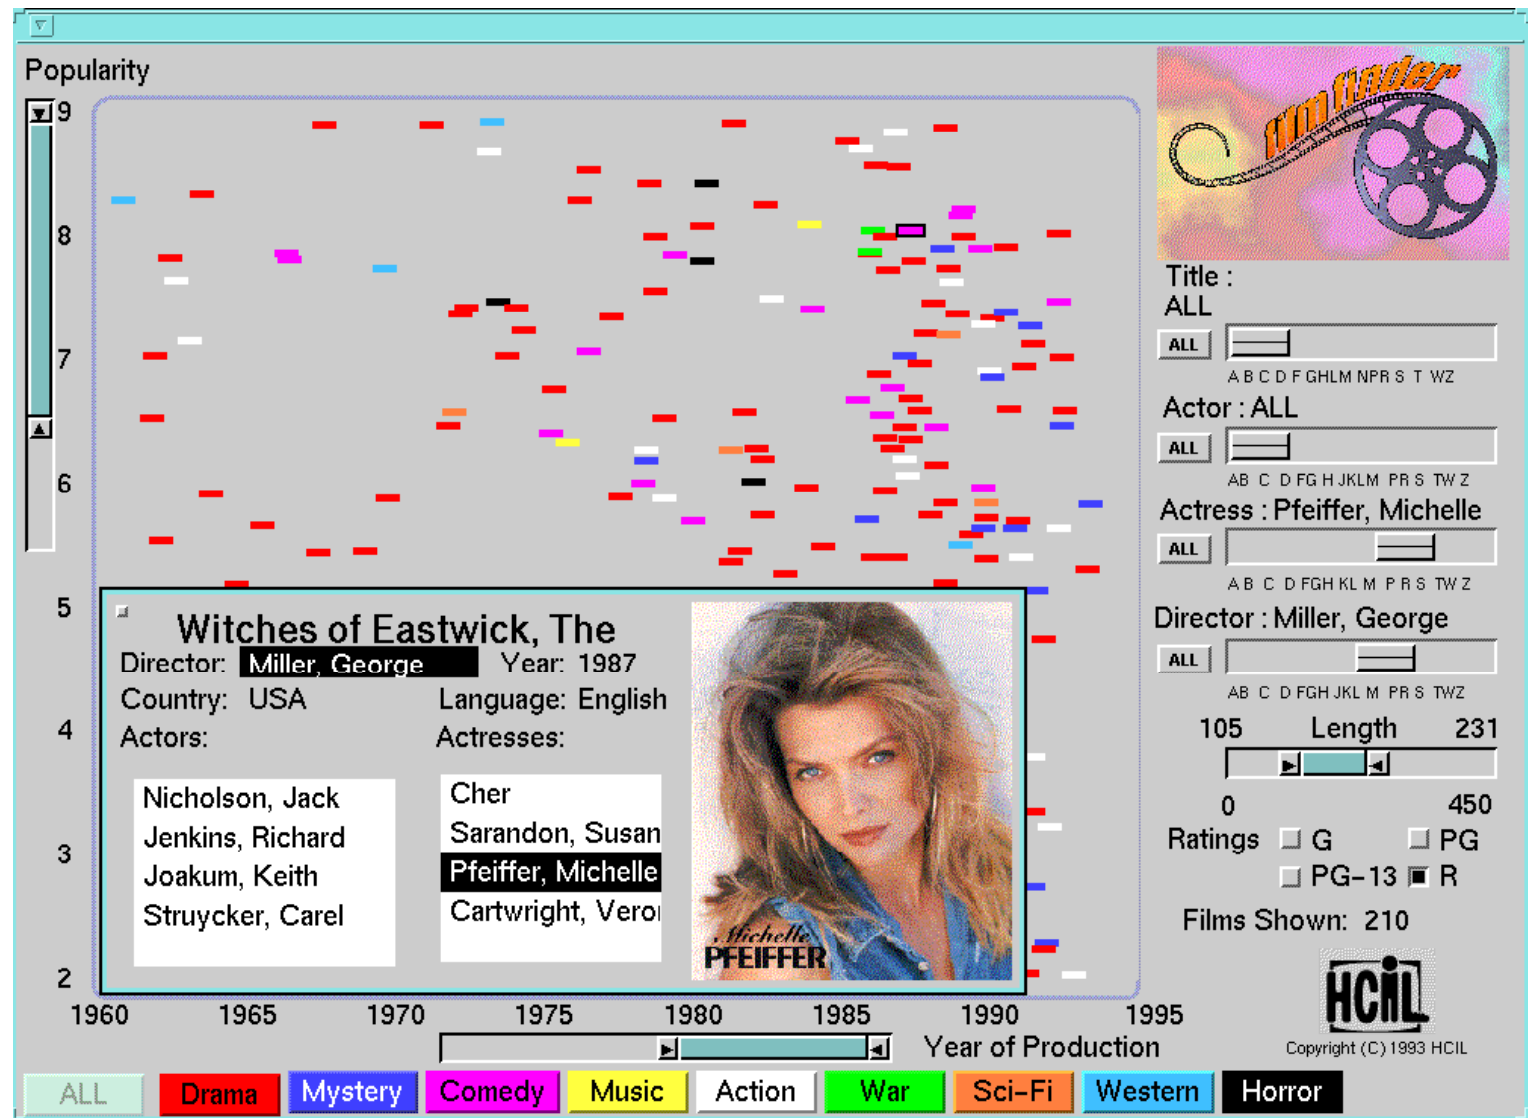 Popularity
film finder
9
8
7
6
5
4
3
2
Title :
ALL
ALL
A B C D F GHLM NPR S T WZ
Actor : ALL
ALL
AB C D FG H JKLM PR S TW Z
Actress : Pfeiffer, Michelle
ALL
A B C D FGH KL M P R S TW Z
Director : Miller, George
ALL
AB C D FGH JKL M PR S TWZ
105 Length 231
0 450
Ratings G PG
PG-13 R
Films Shown: 210
HCIL
Copyright (C) 1993 HCIL
Witches of Eastwick, The
Director: Miller, George Year: 1987
Country: USA Language: English
Actors: Actresses:
Nicholson, Jack
Jenkins, Richard
Joakum, Keith
Struycker, Carel
Cher
Sarandon, Susan
Pfeiffer, Michelle
Cartwright, Vero
Michelle
PFEIFFER
1960 1965 1970 1975 1980 1985 1990 1995
Year of Production
ALL Drama Mystery Comedy Music Action War Sci-Fi Western Horror